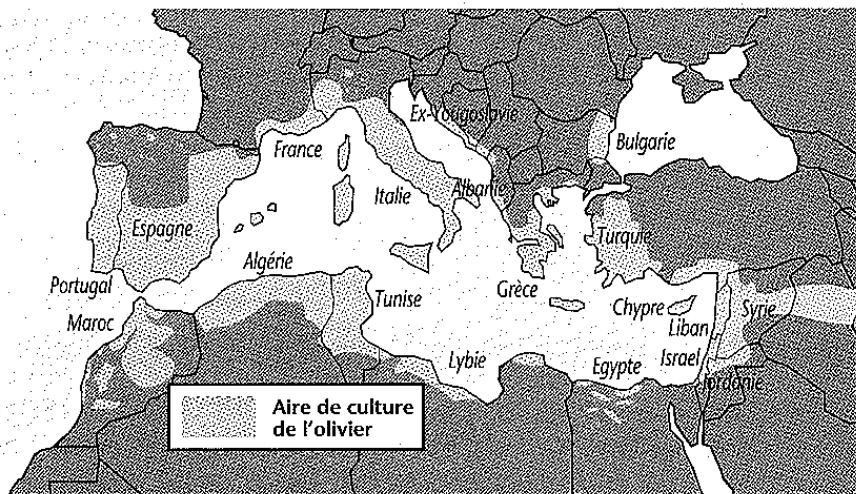 Ex-Yougoslavie
Bulgarie
France
Italie
Albanie
Espagne
Turquie
Algérie
Portugal
Tunise
Grèce
Chypre
Syrie
Maroc
Liban
Lybie
Egypte
Israel
Jordanie
Aire de culture
de l'olivier